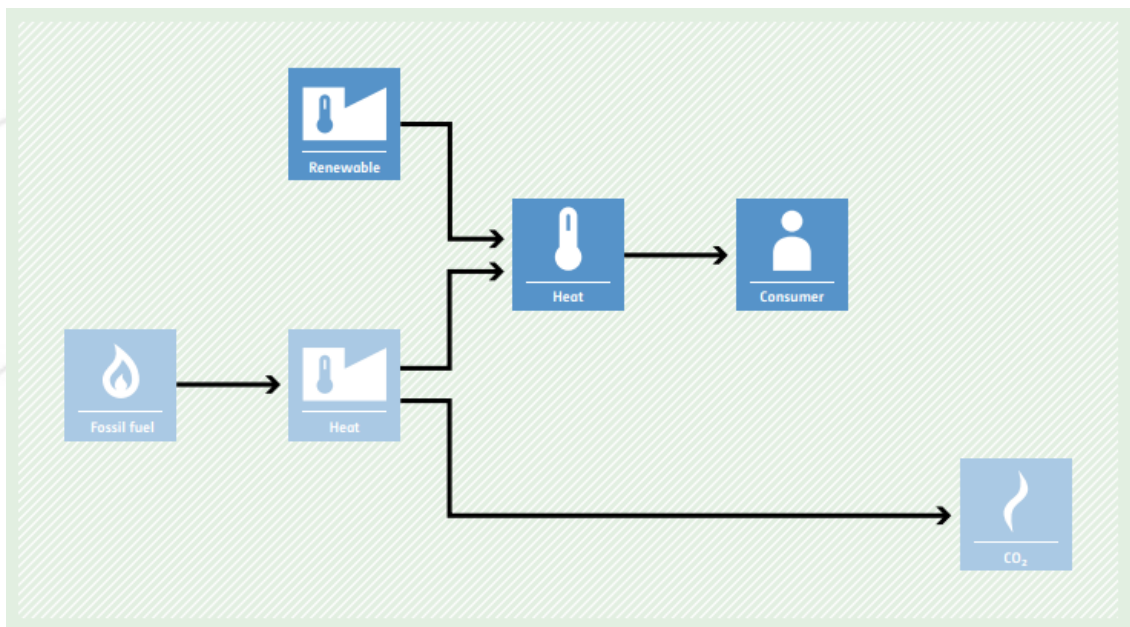 Renewable
Heat
Consumer
Fossil fuel
Heat
CO₂